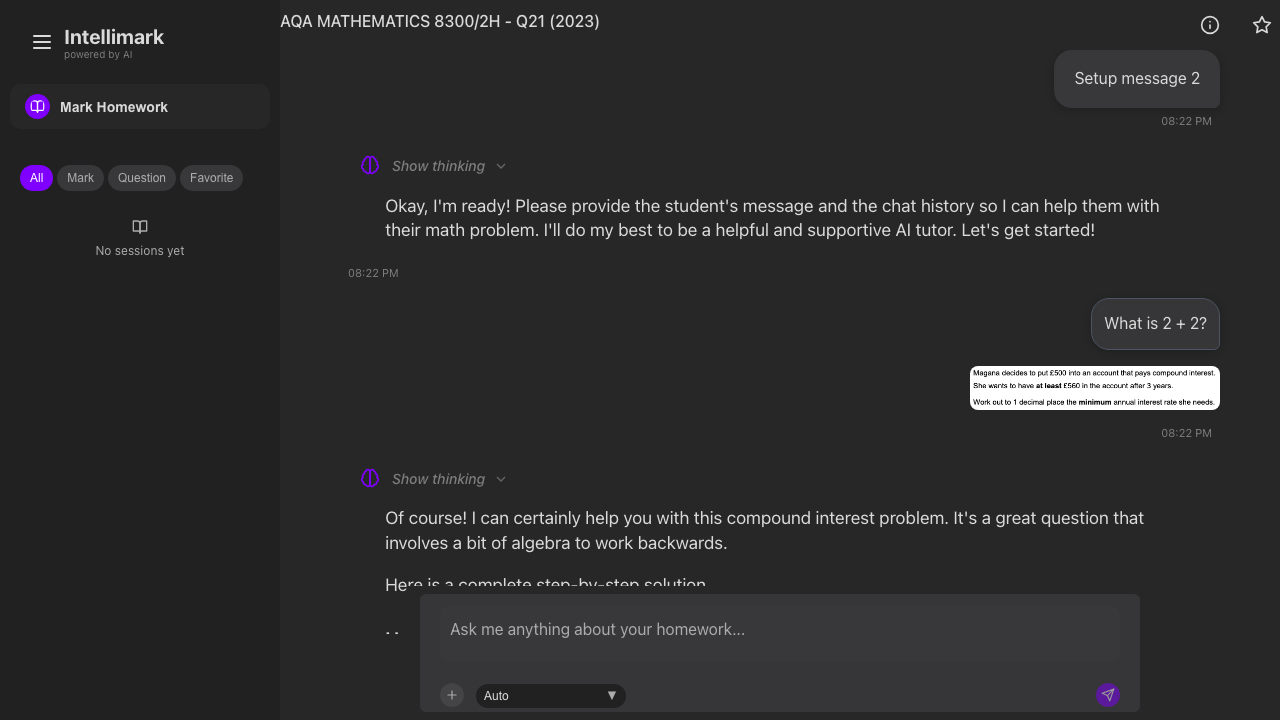 AQA MATHEMATICS 8300/2H - Q21 (2023)
Intellimark
powered by AI
Mark Homework
All
Mark
Question
Favorite
No sessions yet
Setup message 2
08:22 PM
Show thinking
Okay, I'm ready! Please provide the student's message and the chat history so I can help them with
their math problem. I'll do my best to be a helpful and supportive AI tutor. Let's get started!
08:22 PM
What is 2 + 2?
Magana decides to put £500 into an account that pays compound interest.
She wants to have at least £560 in the account after 3 years.
Work out to 1 decimal place the minimum annual interest rate she needs.
08:22 PM
Show thinking
Of course! I can certainly help you with this compound interest problem. It's a great question that
involves a bit of algebra to work backwards.
Here is a complete step-by-step solution
Ask me anything about your homework...
Auto